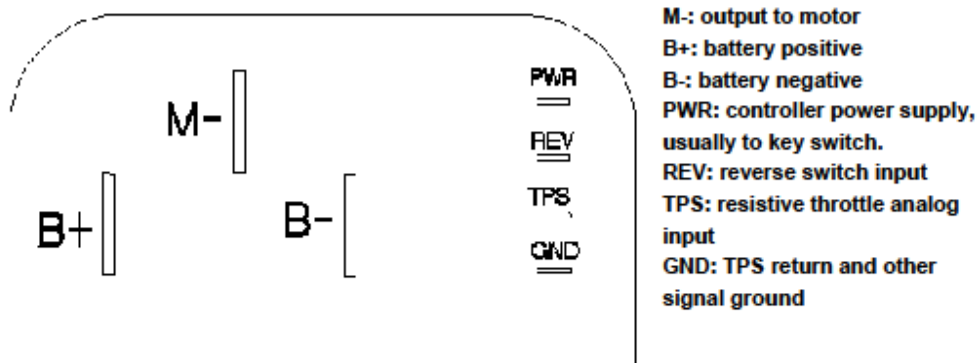 M-
B+
B-
PWR
REV
TPS
GND
M-: output to motor
B+: battery positive
B-: battery negative
PWR: controller power supply,
usually to key switch.
REV: reverse switch input
TPS: resistive throttle analog
input
GND: TPS return and other
signal ground